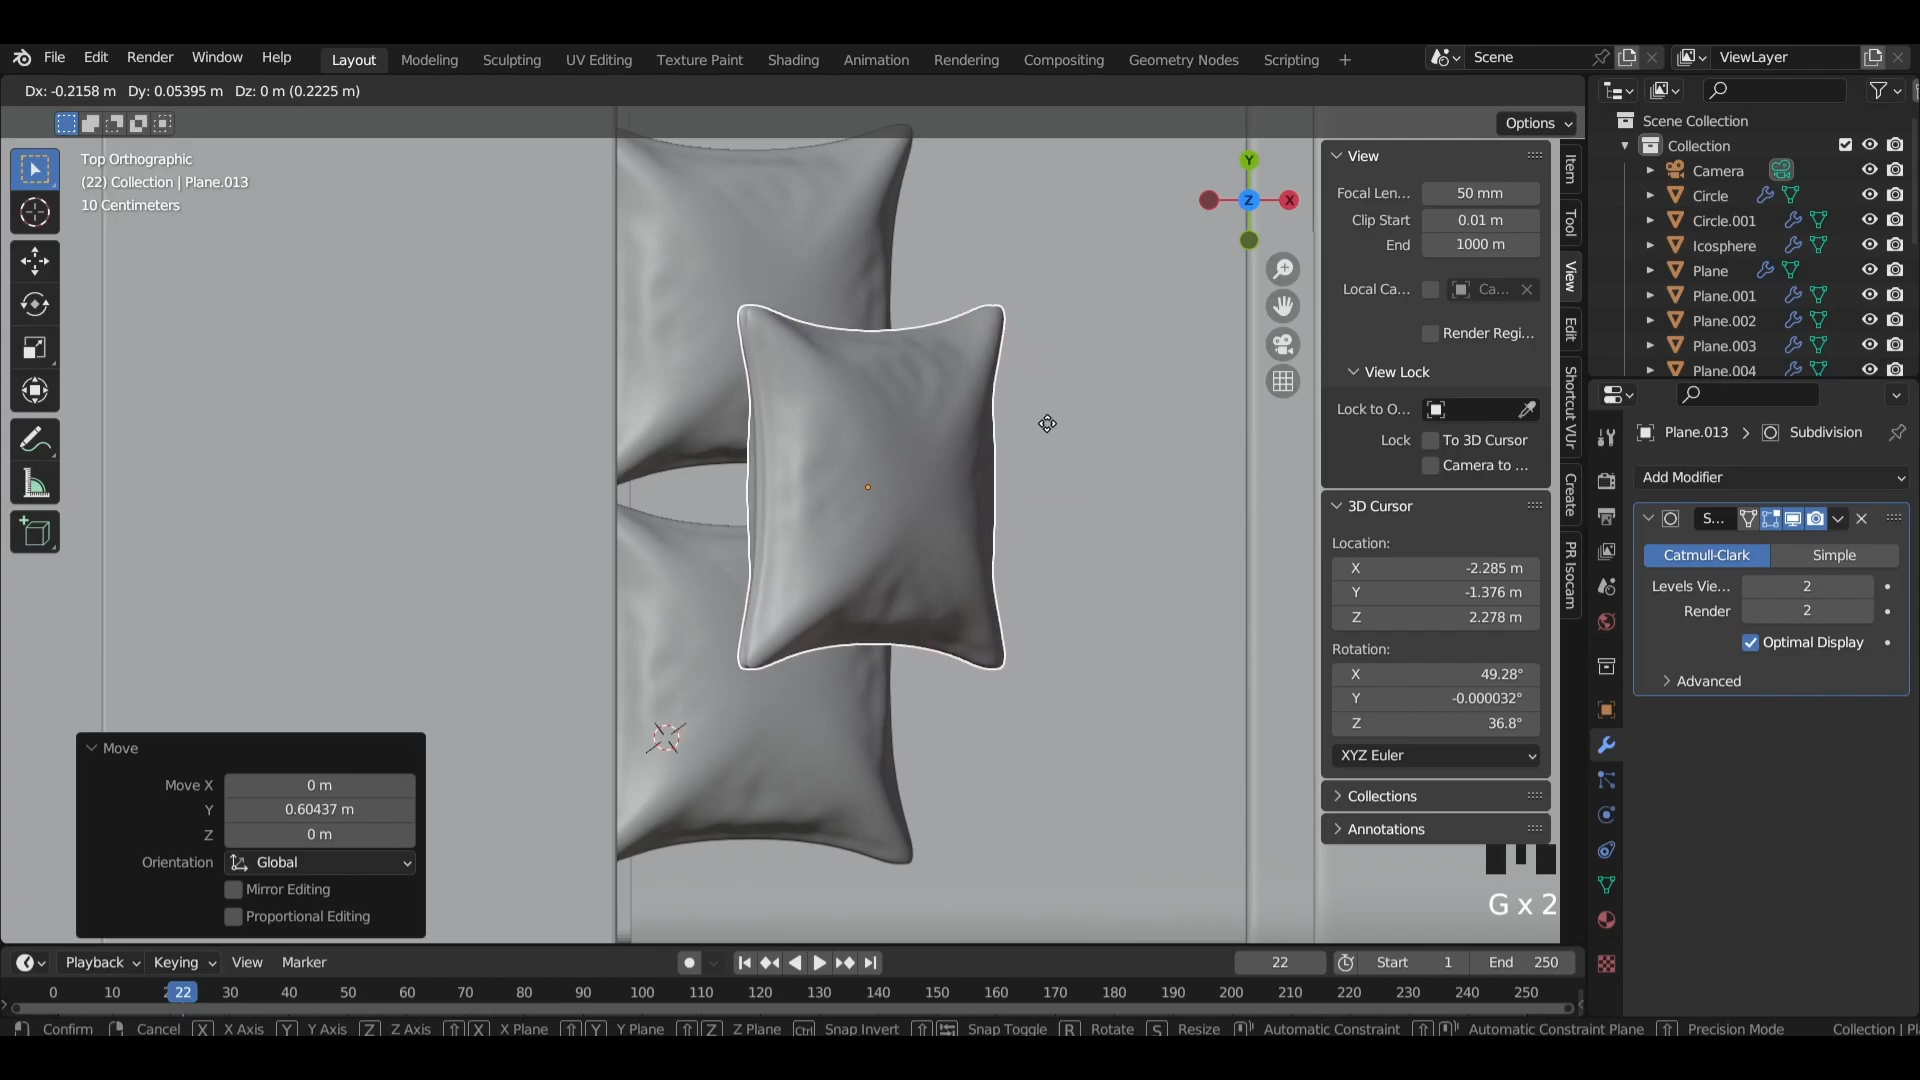 File Edit Render Window Help
Layout Modeling Sculpting UV Editing Texture Paint Shading Animation Rendering Compositing Geometry Nodes Scripting +
Scene
ViewLayer
Dx: -0.2158 m Dy: 0.05395 m Dz: 0 m (0.2225 m)
Options
Top Orthographic
(22) Collection | Plane.013
10 Centimeters
Y
Z
X
View
Focal Len... 50 mm
Clip Start 0.01 m
End 1000 m
Local Ca... Ca...
Render Regi...
View Lock
Lock to O...
Lock To 3D Cursor
Camera to ...
3D Cursor
Location:
X -2.285 m
Y -1.376 m
Z 2.278 m
Rotation:
X 49.28°
Y -0.000032°
Z 36.8°
XYZ Euler
Collections
Annotations
Item
Tool
View
Edit
Shortcut VUr
Create
PR Isocam
G x 2
Scene Collection
Collection
Camera
Circle
Circle.001
Icosphere
Plane
Plane.001
Plane.002
Plane.003
Plane.004
Plane.013 > Subdivision
Add Modifier
S...
Catmull-Clark Simple
Levels Vie... 2
Render 2
Optimal Display
Advanced
Move
Move X 0 m
Y 0.60437 m
Z 0 m
Orientation Global
Mirror Editing
Proportional Editing
Playback Keying View Marker
22 Start 1 End 250
0 10 22 30 40 50 60 70 80 90 100 110 120 130 140 150 160 170 180 190 200 210 220 230 240 250
Confirm Cancel X X Axis Y Y Axis Z Z Axis X X Plane Y Y Plane Z Z Plane Ctrl Snap Invert Snap Toggle R Rotate S Resize Automatic Constraint Automatic Constraint Plane Precision Mode Collection | Pl